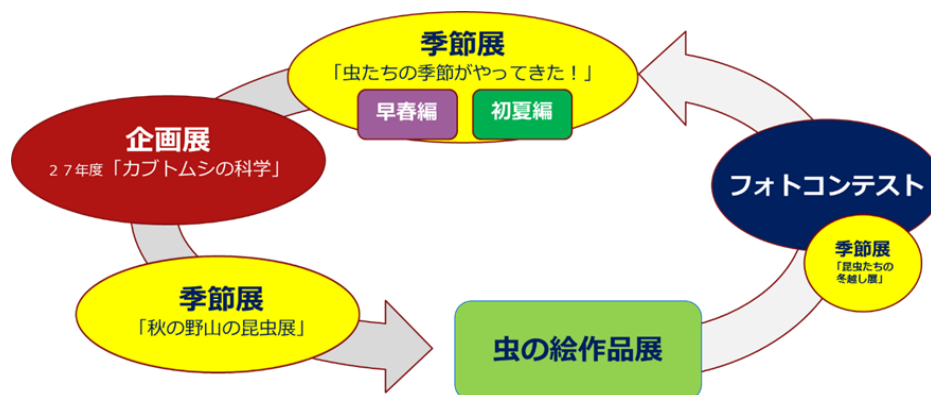 季節展
「虫たちの季節がやってきた！」
早春編
初夏編
企画展
２７年度「カブトムシの科学」
季節展
「秋の野山の昆虫展」
虫の絵作品展
フォトコンテスト
季節展
「昆虫たちの
冬越し展」